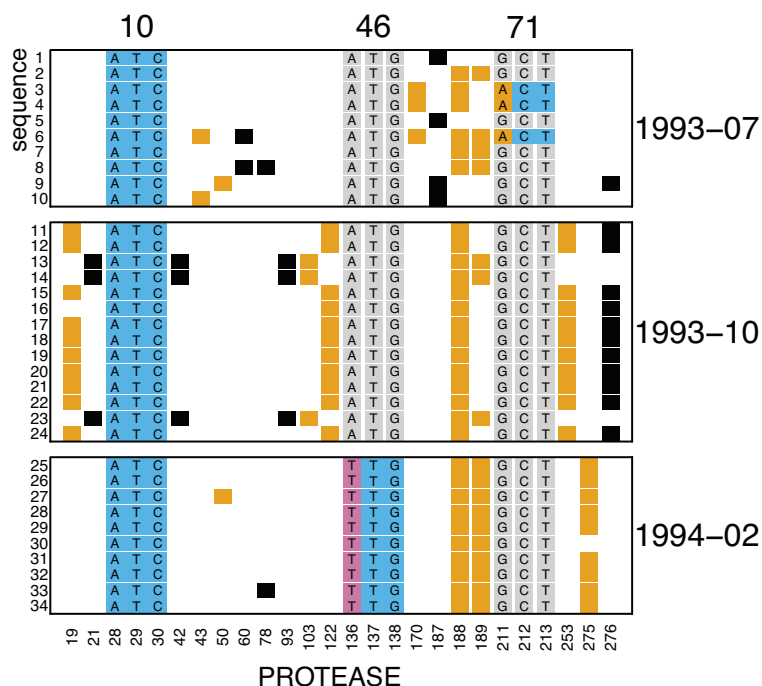 10 46 71
sequence
1 A T C A T G G C T
2 A T C A T G G C T
3 A T C A T G A C T
4 A T C A T G A C T
5 A T C A T G G C T
6 A T C A T G A C T
7 A T C A T G G C T
8 A T C A T G G C T
9 A T C A T G G C T
10 A T C A T G G C T
1993-07
11 A T C A T G G C T
12 A T C A T G G C T
13 A T C A T G G C T
14 A T C A T G G C T
15 A T C A T G G C T
16 A T C A T G G C T
17 A T C A T G G C T
18 A T C A T G G C T
19 A T C A T G G C T
20 A T C A T G G C T
21 A T C A T G G C T
22 A T C A T G G C T
23 A T C A T G G C T
24 A T C A T G G C T
1993-10
25 A T C T T G G C T
26 A T C T T G G C T
27 A T C T T G G C T
28 A T C T T G G C T
29 A T C T T G G C T
30 A T C T T G G C T
31 A T C T T G G C T
32 A T C T T G G C T
33 A T C T T G G C T
34 A T C T T G G C T
1994-02
19 21 28 29 30 42 43 50 60 78 93 103 122 136 137 138 170 187 188 189 211 212 213 253 275 276
PROTEASE